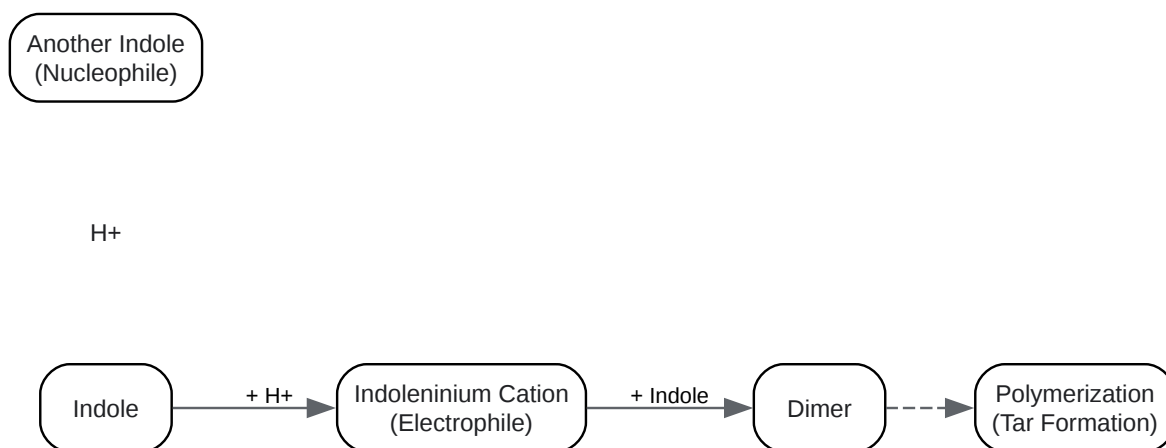 Another Indole
(Nucleophile)
H+
Indole
+ H+
Indoleninium Cation
(Electrophile)
+ Indole
Dimer
Polymerization
(Tar Formation)